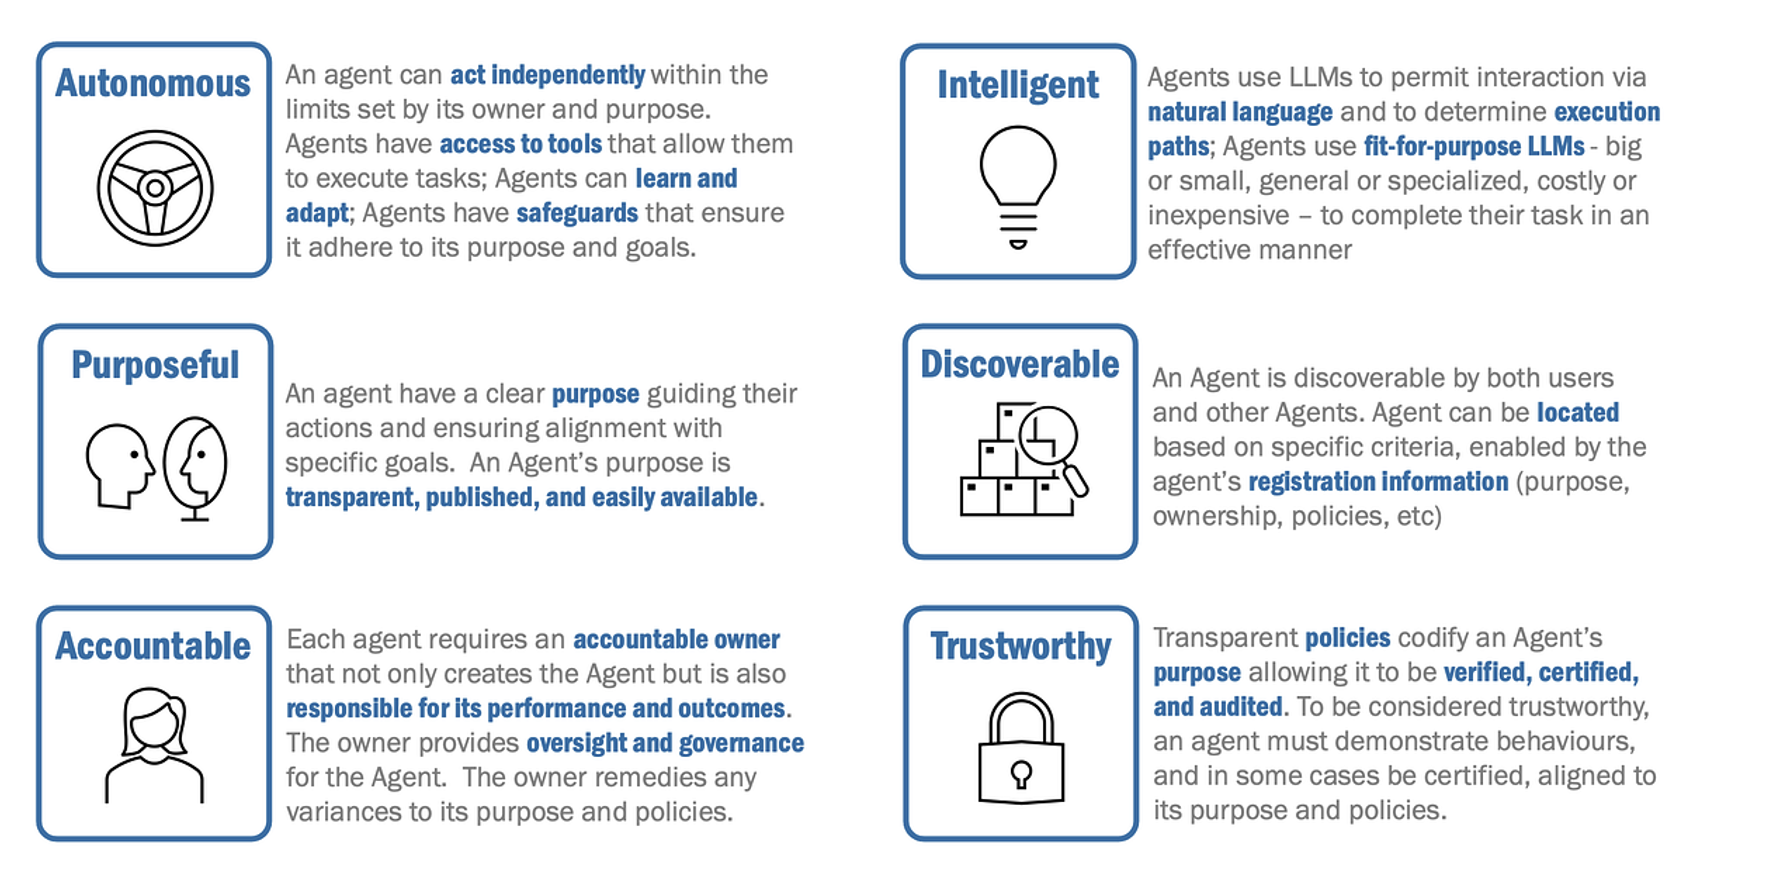 Autonomous
An agent can act independently within the
limits set by its owner and purpose.
Agents have access to tools that allow them
to execute tasks; Agents can learn and
adapt; Agents have safeguards that ensure
it adhere to its purpose and goals.
Intelligent
Agents use LLMs to permit interaction via
natural language and to determine execution
paths; Agents use fit-for-purpose LLMs - big
or small, general or specialized, costly or
inexpensive – to complete their task in an
effective manner
Purposeful
An agent have a clear purpose guiding their
actions and ensuring alignment with
specific goals.  An Agent’s purpose is
transparent, published, and easily available.
Discoverable
An Agent is discoverable by both users
and other Agents. Agent can be located
based on specific criteria, enabled by the
agent’s registration information (purpose,
ownership, policies, etc)
Accountable
Each agent requires an accountable owner
that not only creates the Agent but is also
responsible for its performance and outcomes.
The owner provides oversight and governance
for the Agent.  The owner remedies any
variances to its purpose and policies.
Trustworthy
Transparent policies codify an Agent’s
purpose allowing it to be verified, certified,
and audited. To be considered trustworthy,
an agent must demonstrate behaviours,
and in some cases be certified, aligned to
its purpose and policies.